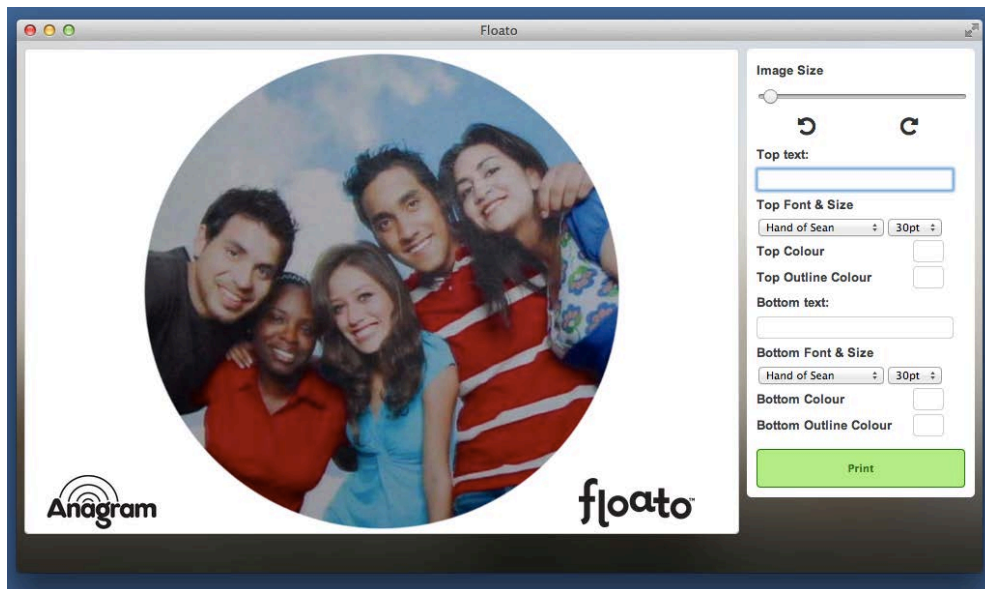 Floato
Image Size
Top text:
Top Font & Size
Hand of Sean 30pt
Top Colour
Top Outline Colour
Bottom text:
Bottom Font & Size
Hand of Sean 30pt
Bottom Colour
Bottom Outline Colour
Print
Anagram
floato™